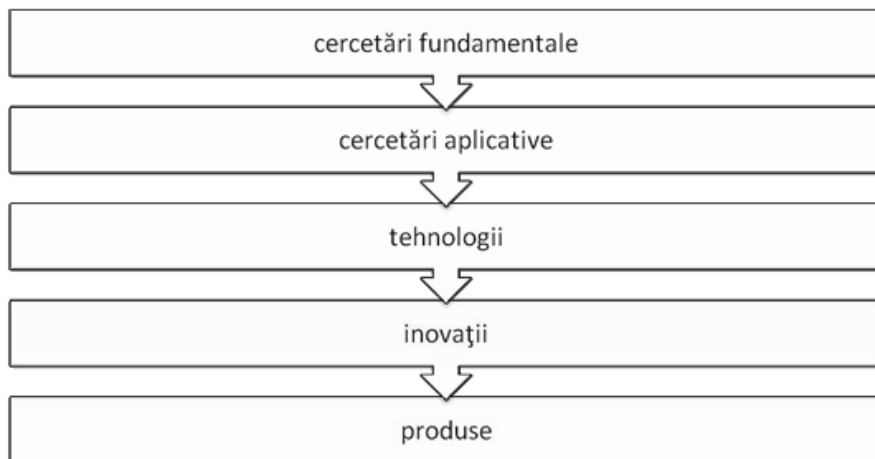 cercetări fundamentale
cercetări aplicative
tehnologii
inovaţii
produse